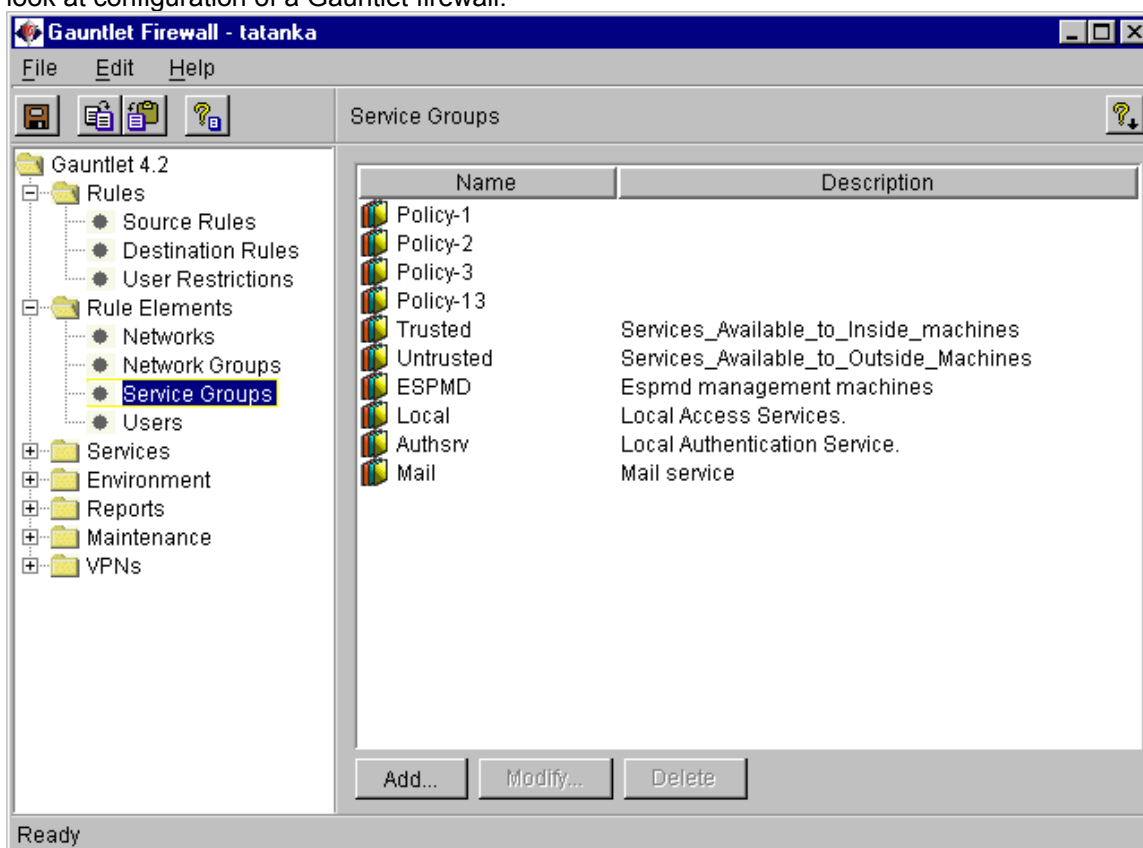 look at configuration of a Gauntlet firewall.
Gauntlet Firewall - tatanka
File Edit Help
Service Groups
Gauntlet 4.2
Rules
Source Rules
Destination Rules
User Restrictions
Rule Elements
Networks
Network Groups
Service Groups
Users
Services
Environment
Reports
Maintenance
VPNs
Name Description
Policy-1
Policy-2
Policy-3
Policy-13
Trusted Services_Available_to_Inside_machines
Untrusted Services_Available_to_Outside_Machines
ESPMD Espmd management machines
Local Local Access Services.
Authsrv Local Authentication Service.
Mail Mail service
Add... Modify... Delete
Ready